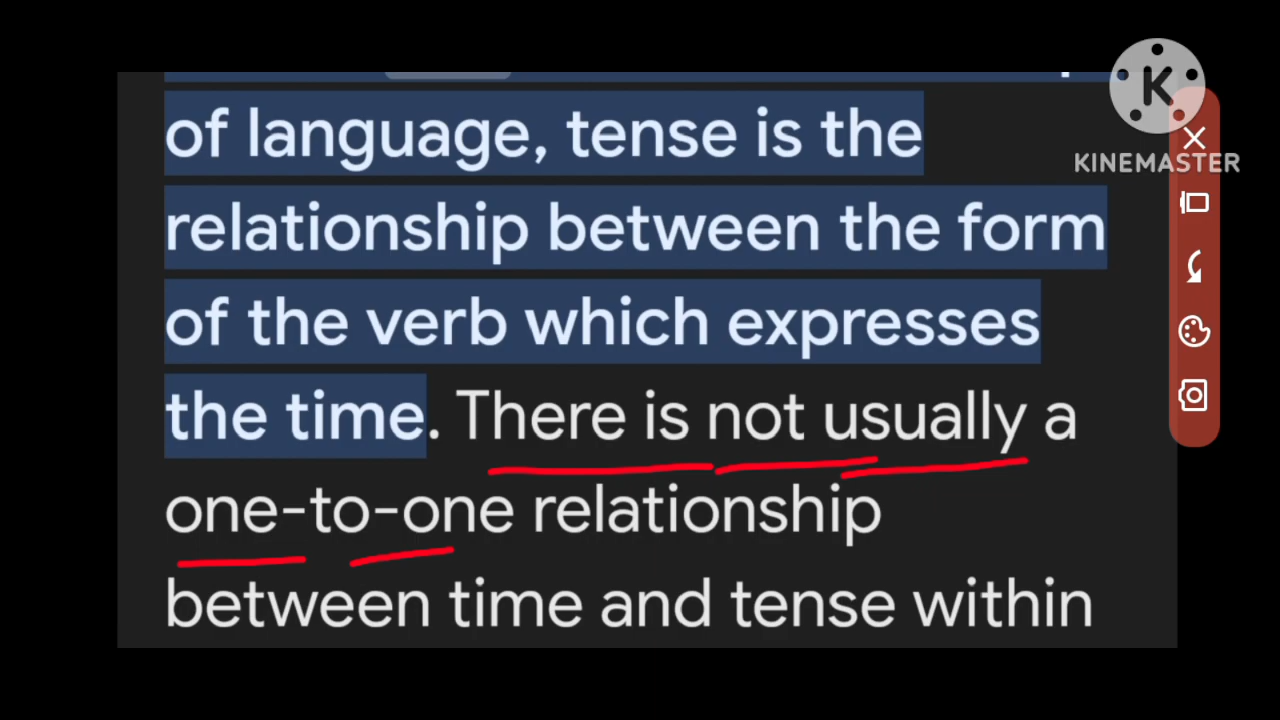 of language, tense is the
relationship between the form
of the verb which expresses
the time. There is not usually a
one-to-one relationship
between time and tense within
K
KINEMASTER